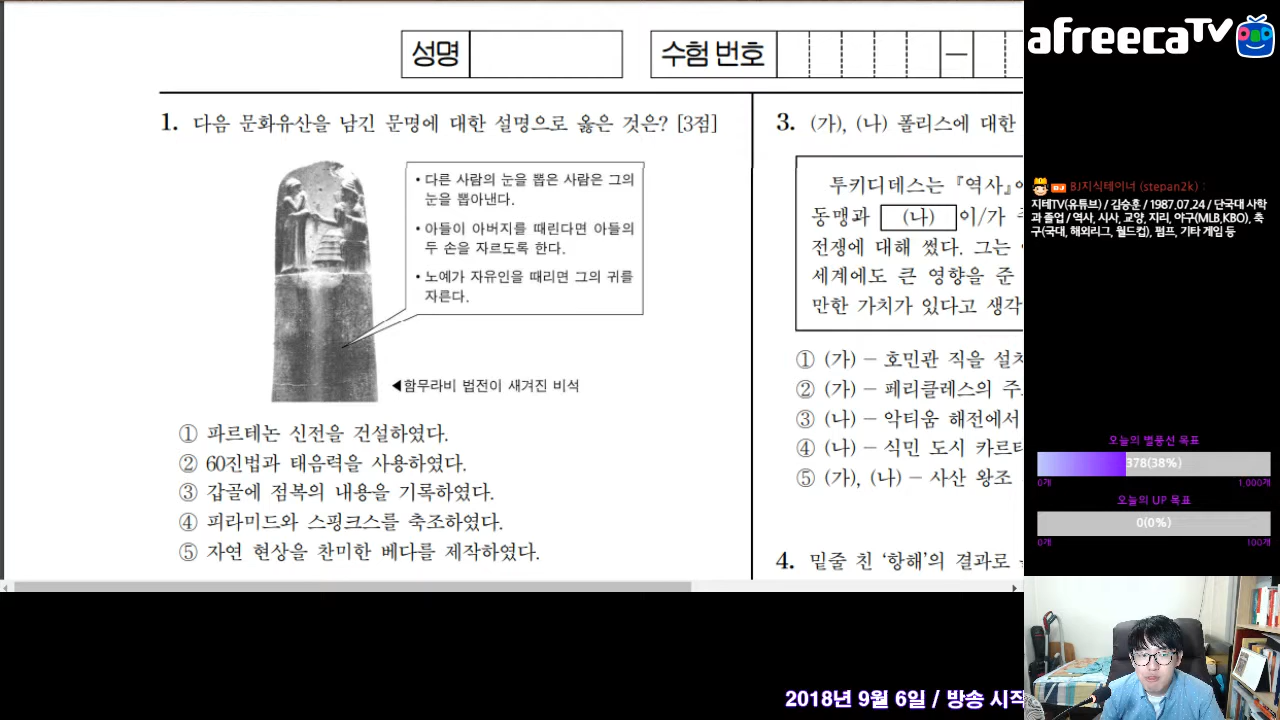 성명
수험 번호
1. 다음 문화유산을 남긴 문명에 대한 설명으로 옳은 것은? [3점]
• 다른 사람의 눈을 뽑은 사람은 그의
눈을 뽑아낸다.
• 아들이 아버지를 때린다면 아들의
두 손을 자르도록 한다.
• 노예가 자유인을 때리면 그의 귀를
자른다.
◀함무라비 법전이 새겨진 비석
① 파르테논 신전을 건설하였다.
② 60진법과 태음력을 사용하였다.
③ 갑골에 점복의 내용을 기록하였다.
④ 피라미드와 스핑크스를 축조하였다.
⑤ 자연 현상을 찬미한 베다를 제작하였다.
3. (가), (나) 폴리스에 대한
투키디데스는 『역사』에
동맹과 (나) 이/가
전쟁에 대해 썼다. 그는
세계에도 큰 영향을 준
만한 가치가 있다고 생각
① (가) － 호민관 직을 설치
② (가) － 페리클레스의 주
③ (나) － 악티움 해전에서
④ (나) － 식민 도시 카르타
⑤ (가), (나) － 사산 왕조
4. 밑줄 친 ‘항해’의 결과로
afreecaTV
BJ BJ지식테이너 (stepan2k) :
지테TV(유튜브) / 김승훈 / 1987.07.24 / 단국대 사학
과 졸업 / 역사, 시사, 교양, 지리, 야구(MLB,KBO), 축
구(국대, 해외리그, 월드컵), 펌프, 기타 게임 등
오늘의 별풍선 목표
378(38%)
0개 1,000개
오늘의 UP 목표
0(0%)
0개 100개
2018년 9월 6일 / 방송 시작